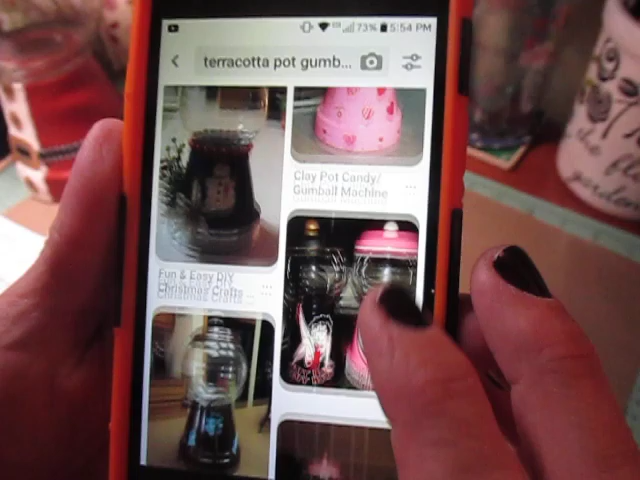 73% 5:54 PM
terracotta pot gumb...
Clay Pot Candy/
Gumball Machine
Fun & Easy DIY
Christmas Crafts ...